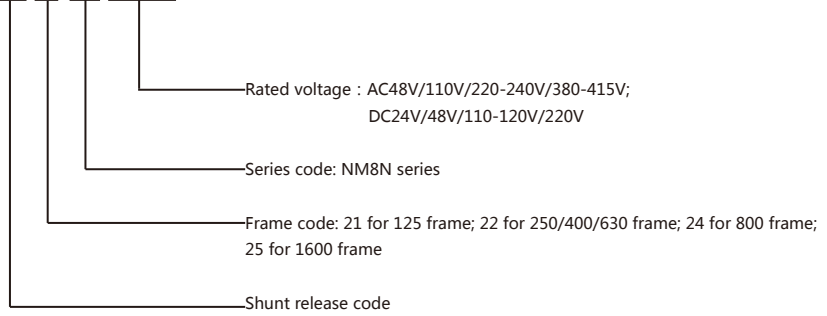 Rated voltage : AC48V/110V/220-240V/380-415V;
DC24V/48V/110-120V/220V
Series code: NM8N series
Frame code: 21 for 125 frame; 22 for 250/400/630 frame; 24 for 800 frame;
25 for 1600 frame
Shunt release code